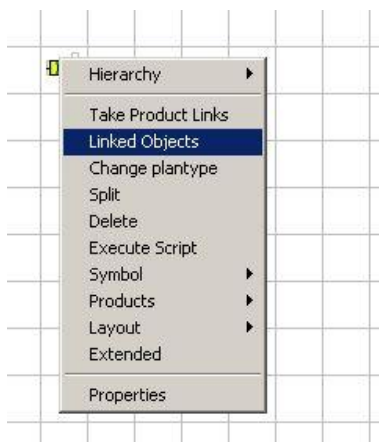 Hierarchy
Take Product Links
Linked Objects
Change plantype
Split
Delete
Execute Script
Symbol
Products
Layout
Extended
Properties